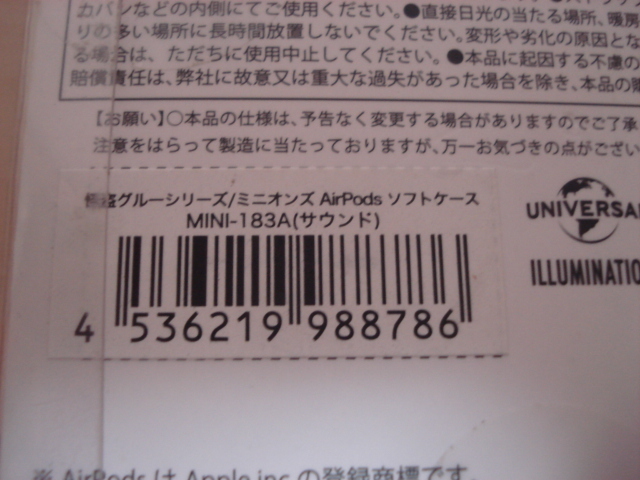 カバンなどの内側にてご使用ください。●直接日光の当たる場所、暖房
りの多い場所に長時間放置しないでください。変形や劣化の原因とな
る場合は、ただちに使用中止してください。●本品に起因する不慮の
賠償責任は、弊社に故意又は重大な過失があった場合を除き、本品の販
【お願い】○本品の仕様は、予告なく変更する場合がありますのでご了承
注意をはらって製造に当たっておりますが、万一お気づきの点がござい
怪盗グルーシリーズ/ミニオンズ AirPods ソフトケース
MINI-183A(サウンド)
4 536219 988786
UNIVERSAL
ILLUMINATIO
※ AirPods は Apple inc. の登録商標です。